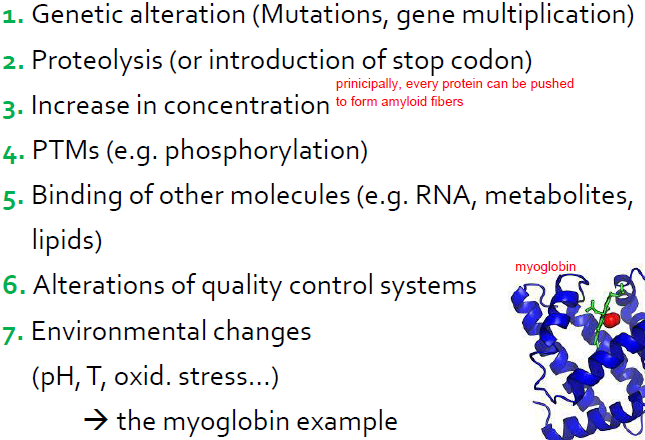 1. Genetic alteration (Mutations, gene multiplication)
2. Proteolysis (or introduction of stop codon)
prinicipally, every protein can be pushed
to form amyloid fibers
3. Increase in concentration
4. PTMs (e.g. phosphorylation)
5. Binding of other molecules (e.g. RNA, metabolites,
lipids)
myoglobin
6. Alterations of quality control systems
7. Environmental changes
(pH, T, oxid. stress...)
→ the myoglobin example